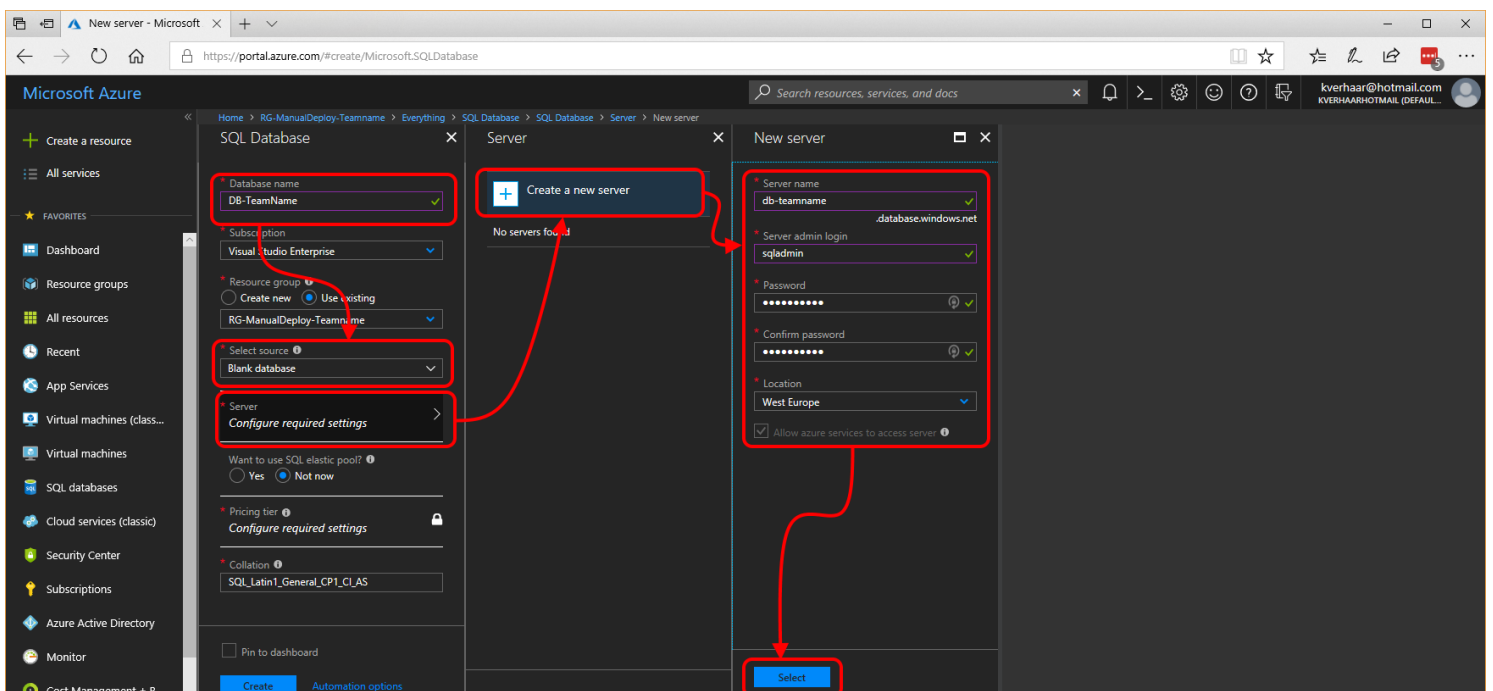 New server - Microsoft
https://portal.azure.com/#create/Microsoft.SQLDatabase
5
Microsoft Azure
Search resources, services, and docs
kverhaar@hotmail.com
KVERHAARHOTMAIL (DEFAUL...
Home > RG-ManualDeploy-Teamname > Everything > SQL Database > SQL Database > Server > New server
Create a resource
All services
FAVORITES
Dashboard
Resource groups
All resources
Recent
App Services
Virtual machines (class...
Virtual machines
SQL databases
Cloud services (classic)
Security Center
Subscriptions
Azure Active Directory
Monitor
Cost Management + B
SQL Database
* Database name
DB-TeamName
* Subscription
Visual Studio Enterprise
* Resource group
Create new Use existing
RG-ManualDeploy-Teamname
* Select source
Blank database
* Server
Configure required settings
Want to use SQL elastic pool?
Yes Not now
* Pricing tier
Configure required settings
* Collation
SQL_Latin1_General_CP1_CI_AS
Pin to dashboard
Create Automation options
Server
Create a new server
No servers found
New server
* Server name
db-teamname
.database.windows.net
* Server admin login
sqladmin
* Password
* Confirm password
* Location
West Europe
Allow azure services to access server
Select